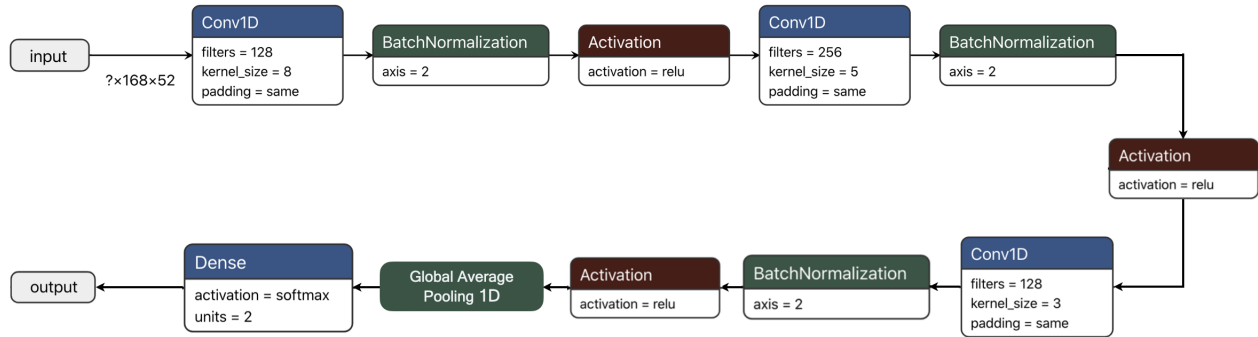 input
?×168×52
Conv1D
filters = 128
kernel_size = 8
padding = same
BatchNormalization
axis = 2
Activation
activation = relu
Conv1D
filters = 256
kernel_size = 5
padding = same
BatchNormalization
axis = 2
Activation
activation = relu
Conv1D
filters = 128
kernel_size = 3
padding = same
BatchNormalization
axis = 2
Activation
activation = relu
Global Average
Pooling 1D
Dense
activation = softmax
units = 2
output